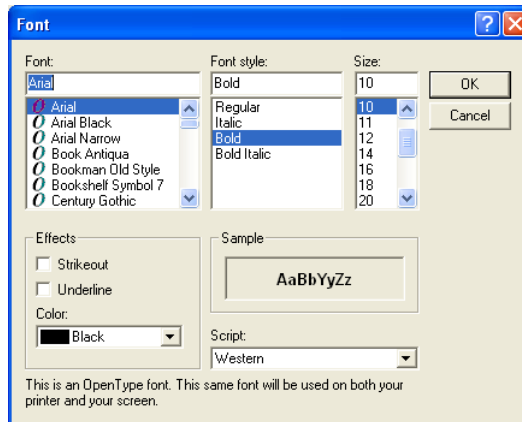 Font
?
X
Font:
Font style:
Size:
Arial
Bold
10
OK
Cancel
O Arial
O Arial Black
O Arial Narrow
O Book Antiqua
O Bookman Old Style
O Bookshelf Symbol 7
O Century Gothic
Regular
Italic
Bold
Bold Italic
10
11
12
14
16
18
20
Effects
Strikeout
Underline
Color:
Black
Sample
AaBbYyZz
Script:
Western
This is an OpenType font. This same font will be used on both your
printer and your screen.